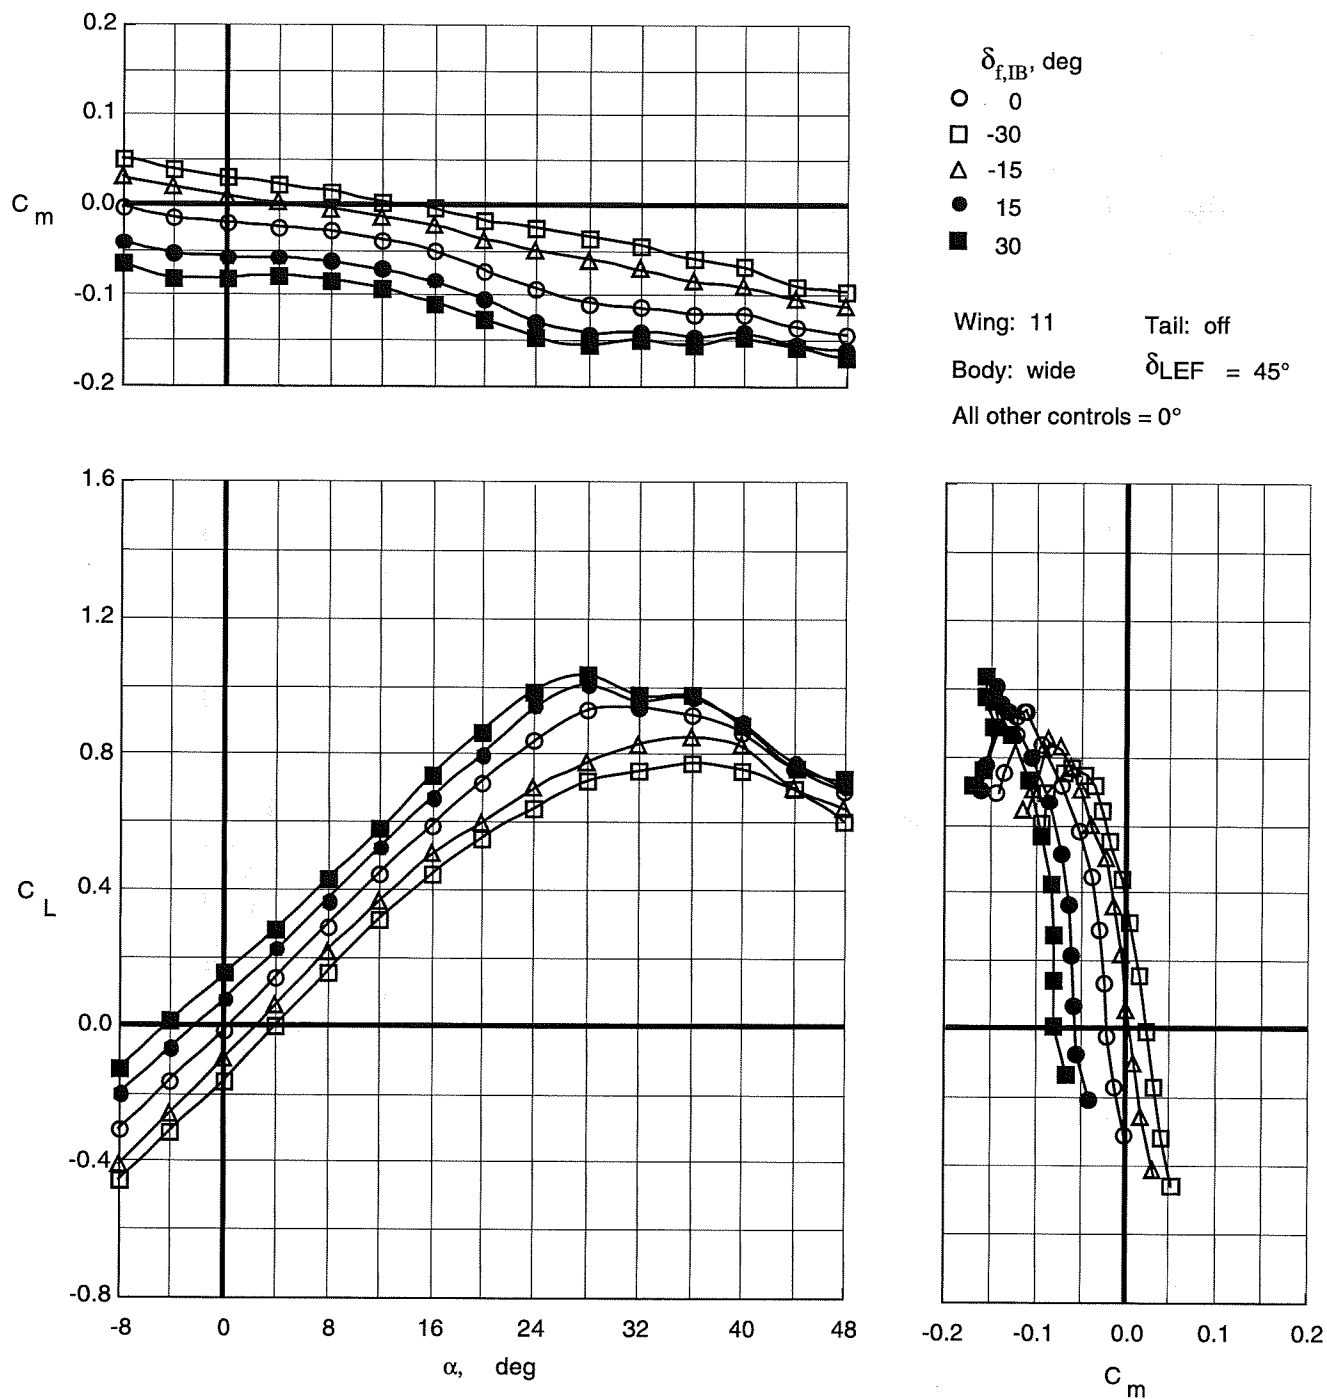 0.2
0.1
C m
0.0
-0.1
-0.2
δf,IB, deg
0
-30
-15
15
30
Wing: 11 Tail: off
Body: wide δLEF = 45°
All other controls = 0°
1.6
1.2
0.8
C L
0.4
0.0
-0.4
-0.8
-8 0 8 16 24 32 40 48
α, deg
-0.2 -0.1 0.0 0.1 0.2
C m